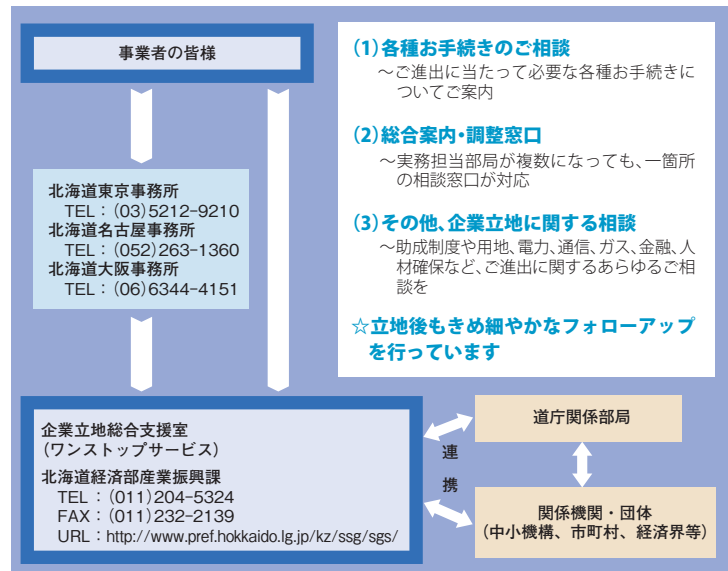 事業者の皆様
北海道東京事務所
TEL：(03)5212-9210
北海道名古屋事務所
TEL：(052)263-1360
北海道大阪事務所
TEL：(06)6344-4151
(1)各種お手続きのご相談
～ご進出に当たって必要な各種お手続きに
ついてご案内
(2)総合案内・調整窓口
～実務担当部局が複数になっても、一箇所
の相談窓口が対応
(3)その他、企業立地に関する相談
～助成制度や用地、電力、通信、ガス、金融、人
材確保など、ご進出に関するあらゆるご相
談を
☆立地後もきめ細やかなフォローアップ
を行っています
企業立地総合支援室
(ワンストップサービス)
北海道経済部産業振興課
TEL：(011)204-5324
FAX：(011)232-2139
URL：http://www.pref.hokkaido.lg.jp/kz/ssg/sgs/
連
携
道庁関係部局
関係機関・団体
(中小機構、市町村、経済界等)